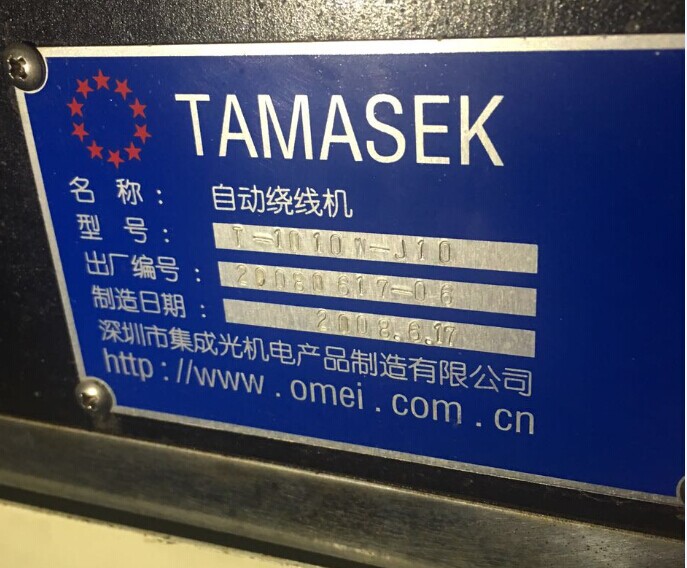 TAMASEK
名 称： 自动绕线机
型 号： T-1010W-J10
出厂编号： 20080617-06
制造日期： 2008.6.17
深圳市集成光机电产品制造有限公司
http://www.omei.com.cn